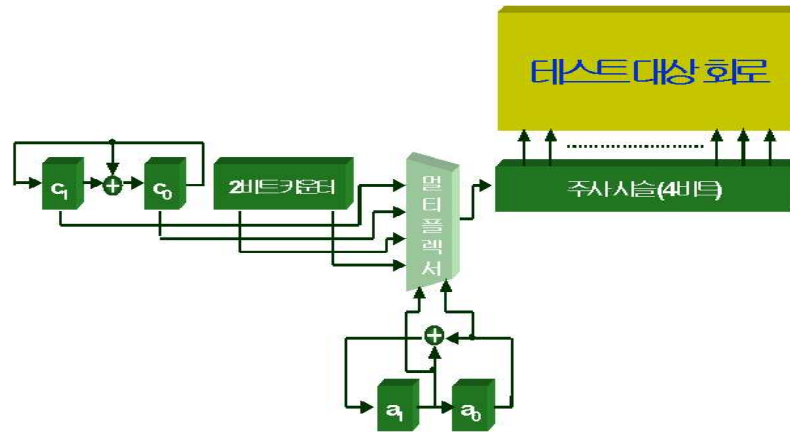 테스트 대상 회로
c₁
c₀
2비트 카운터
멀티플렉서
주사 사슬 (4비트)
a₁
a₀